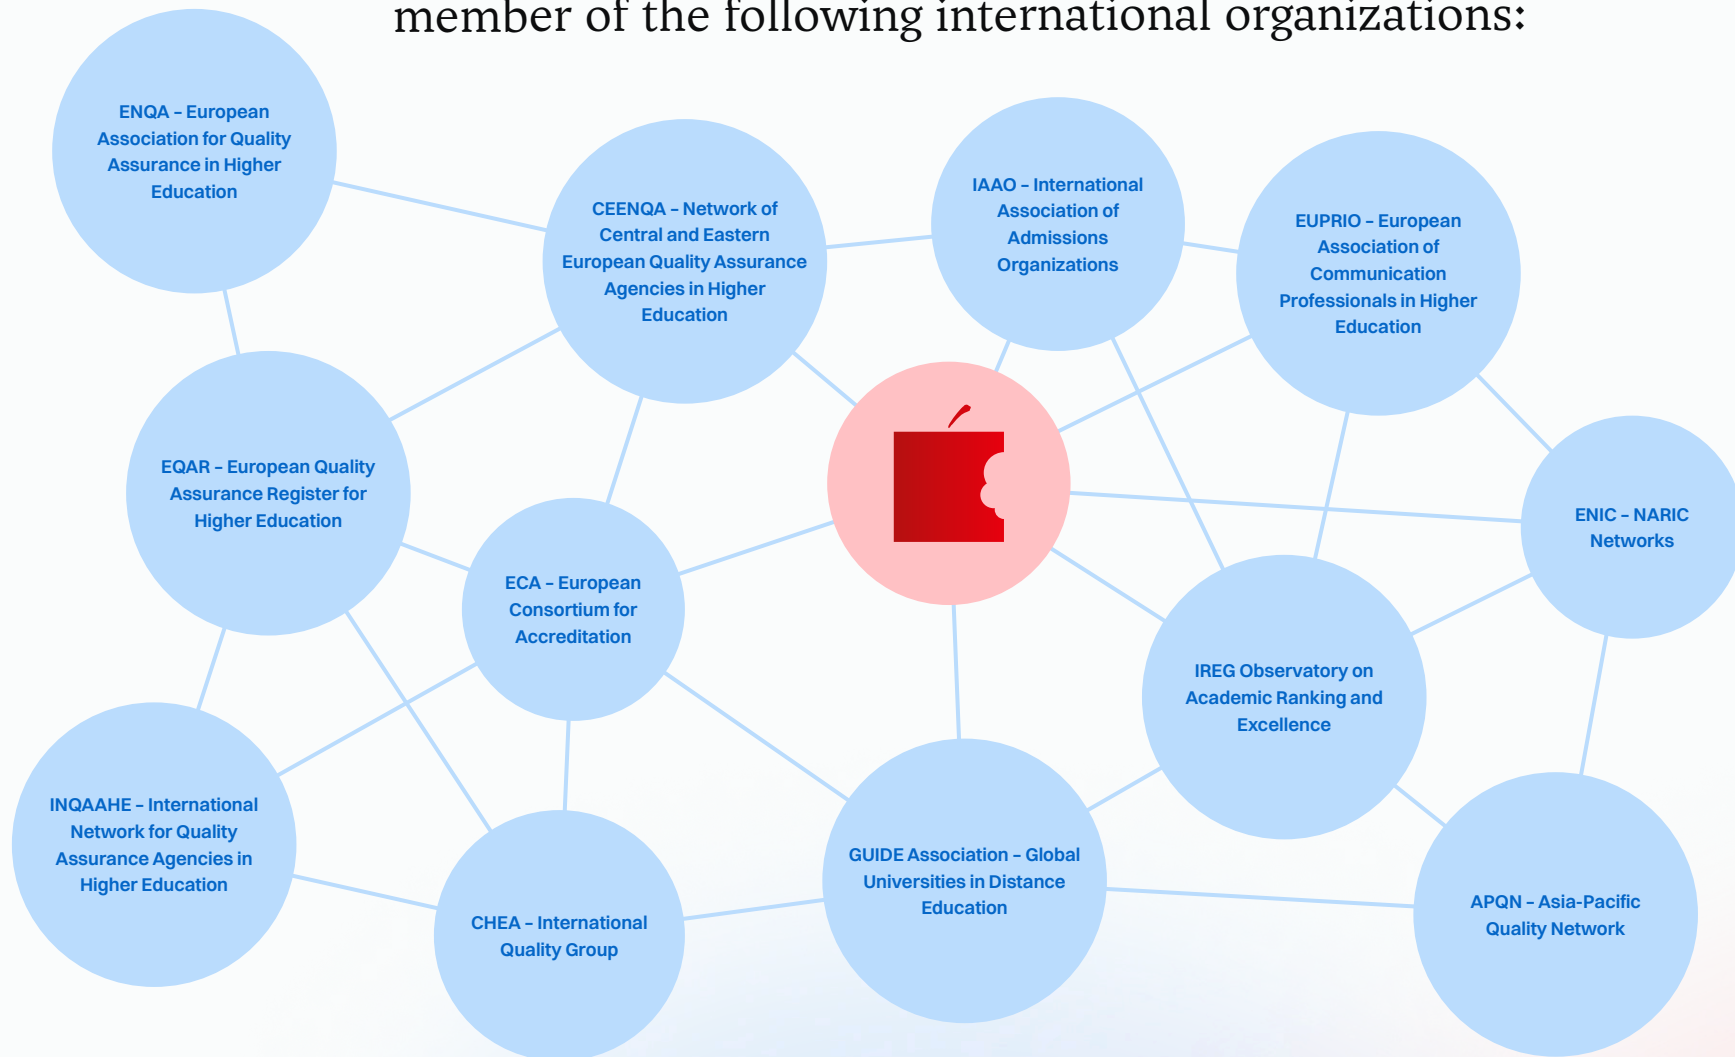 member of the following international organizations:
ENQA – European
Association for Quality
Assurance in Higher
Education
CEENQA – Network of
Central and Eastern
European Quality Assurance
Agencies in Higher
Education
IAAO – International
Association of
Admissions
Organizations
EUPRIO – European
Association of
Communication
Professionals in Higher
Education
EQAR – European Quality
Assurance Register for
Higher Education
ECA – European
Consortium for
Accreditation
ENIC – NARIC
Networks
IREG Observatory on
Academic Ranking and
Excellence
INQAAHE – International
Network for Quality
Assurance Agencies in
Higher Education
CHEA – International
Quality Group
GUIDE Association – Global
Universities in Distance
Education
APQN – Asia-Pacific
Quality Network